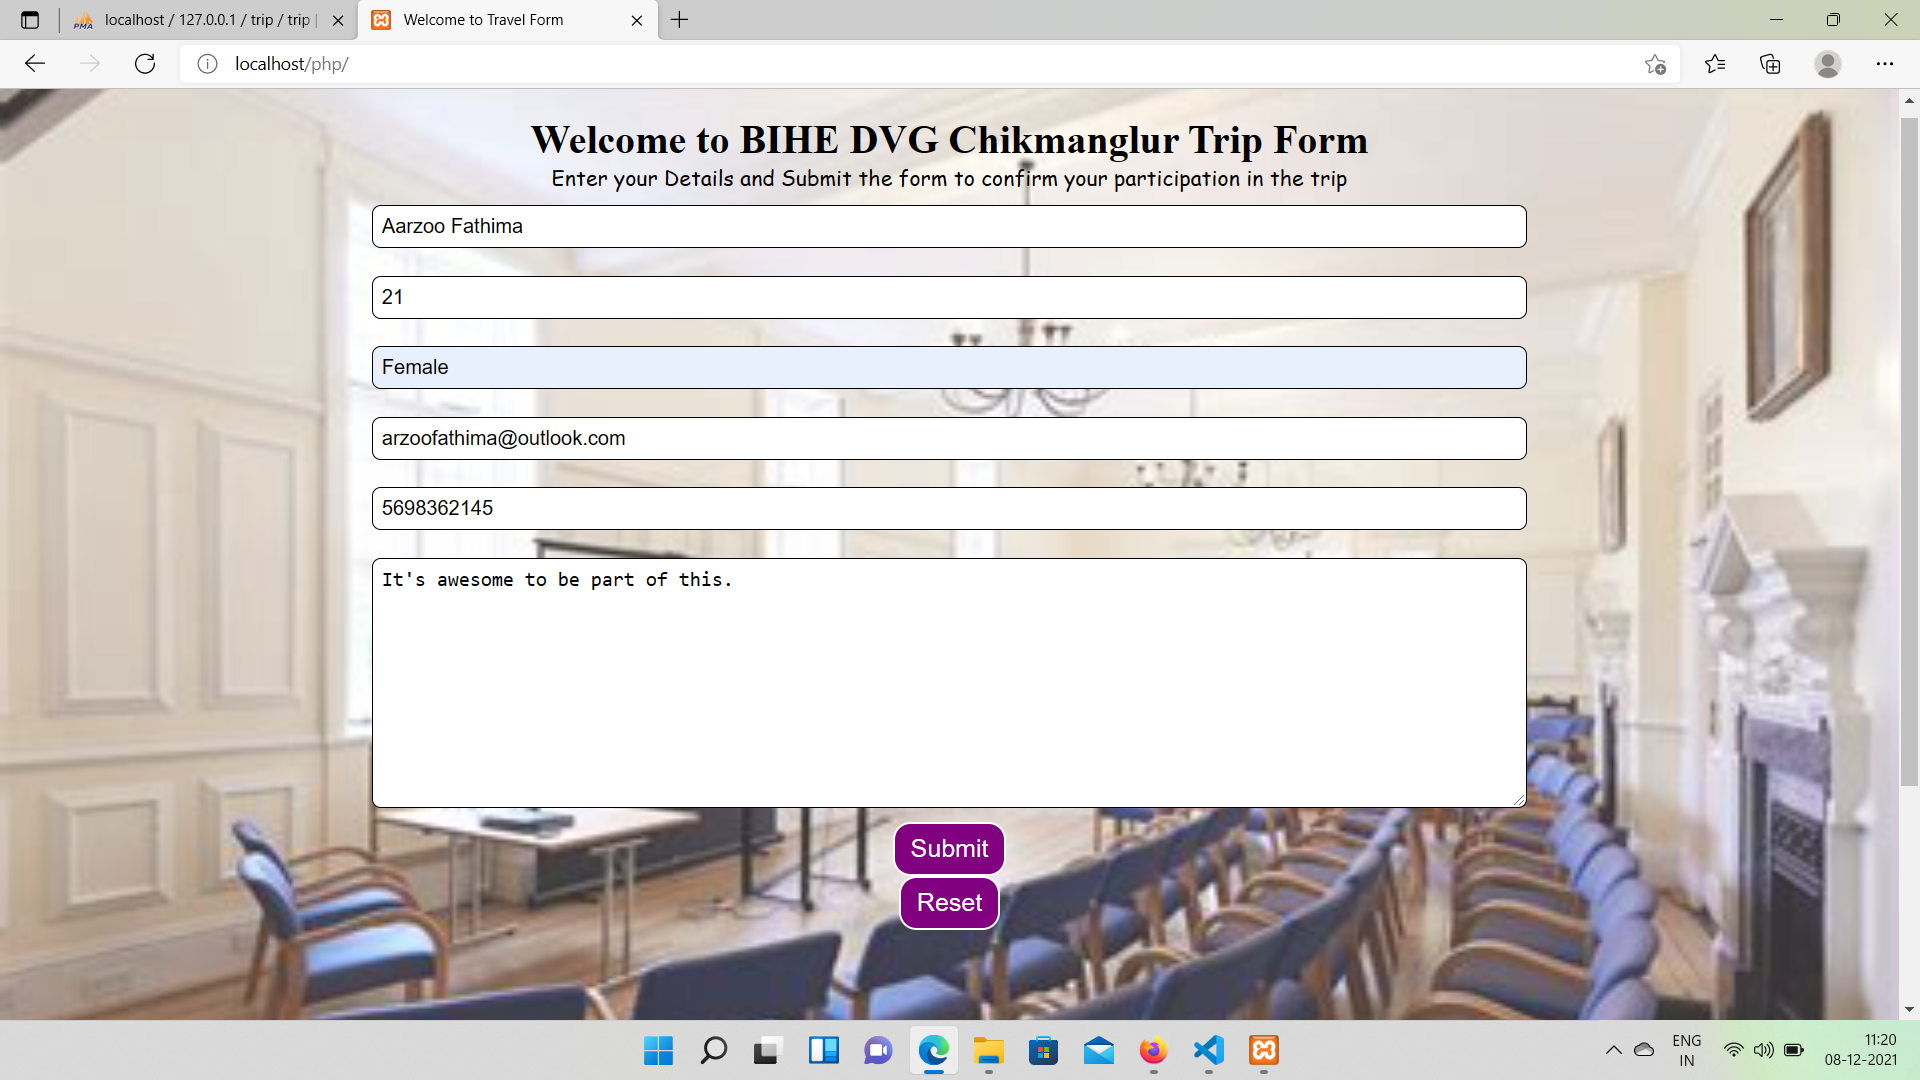 localhost / 127.0.0.1 / trip / trip |
Welcome to Travel Form
localhost/php/
Welcome to BIHE DVG Chikmanglur Trip Form
Enter your Details and Submit the form to confirm your participation in the trip
Aarzoo Fathima
21
Female
arzoofathima@outlook.com
5698362145
It's awesome to be part of this.
Submit
Reset
ENG
IN
11:20
08-12-2021